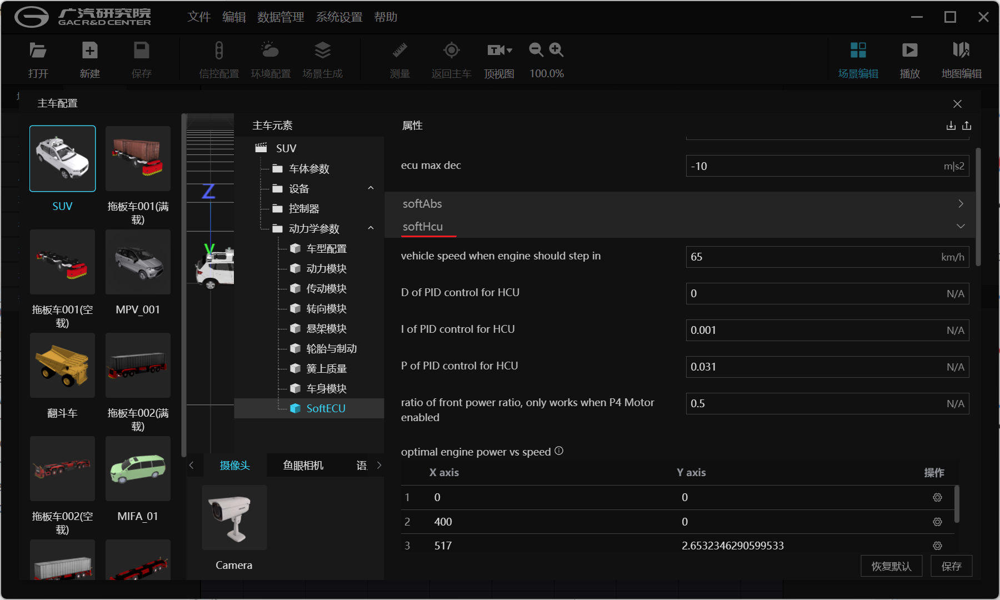 广汽研究院
GAC R&D CENTER
文件 编辑 数据管理 系统设置 帮助
打开 新建 保存 信控配置 环境配置 场景生成 测量 返回主车 顶视图 100.0% 场景编辑 播放 地图编辑
主车配置
SUV
拖板车001(满
载)
拖板车001(空
载)
MPV_001
翻斗车
拖板车002(满
载)
拖板车002(空
载)
MIFA_01
Z
Y
主车元素
SUV
车体参数
设备
控制器
动力学参数
车型配置
动力模块
传动模块
转向模块
悬架模块
轮胎与制动
簧上质量
车身模块
SoftECU
摄像头 鱼眼相机 语
Camera
属性
ecu max dec -10 m|s2
softAbs
softHcu
vehicle speed when engine should step in 65 km/h
D of PID control for HCU 0 N/A
I of PID control for HCU 0.001 N/A
P of PID control for HCU 0.031 N/A
ratio of front power ratio, only works when P4 Motor
enabled
0.5 N/A
optimal engine power vs speed
X axis Y axis 操作
1 0 0
2 400 0
3 517 2.6532346290599533
恢复默认 保存